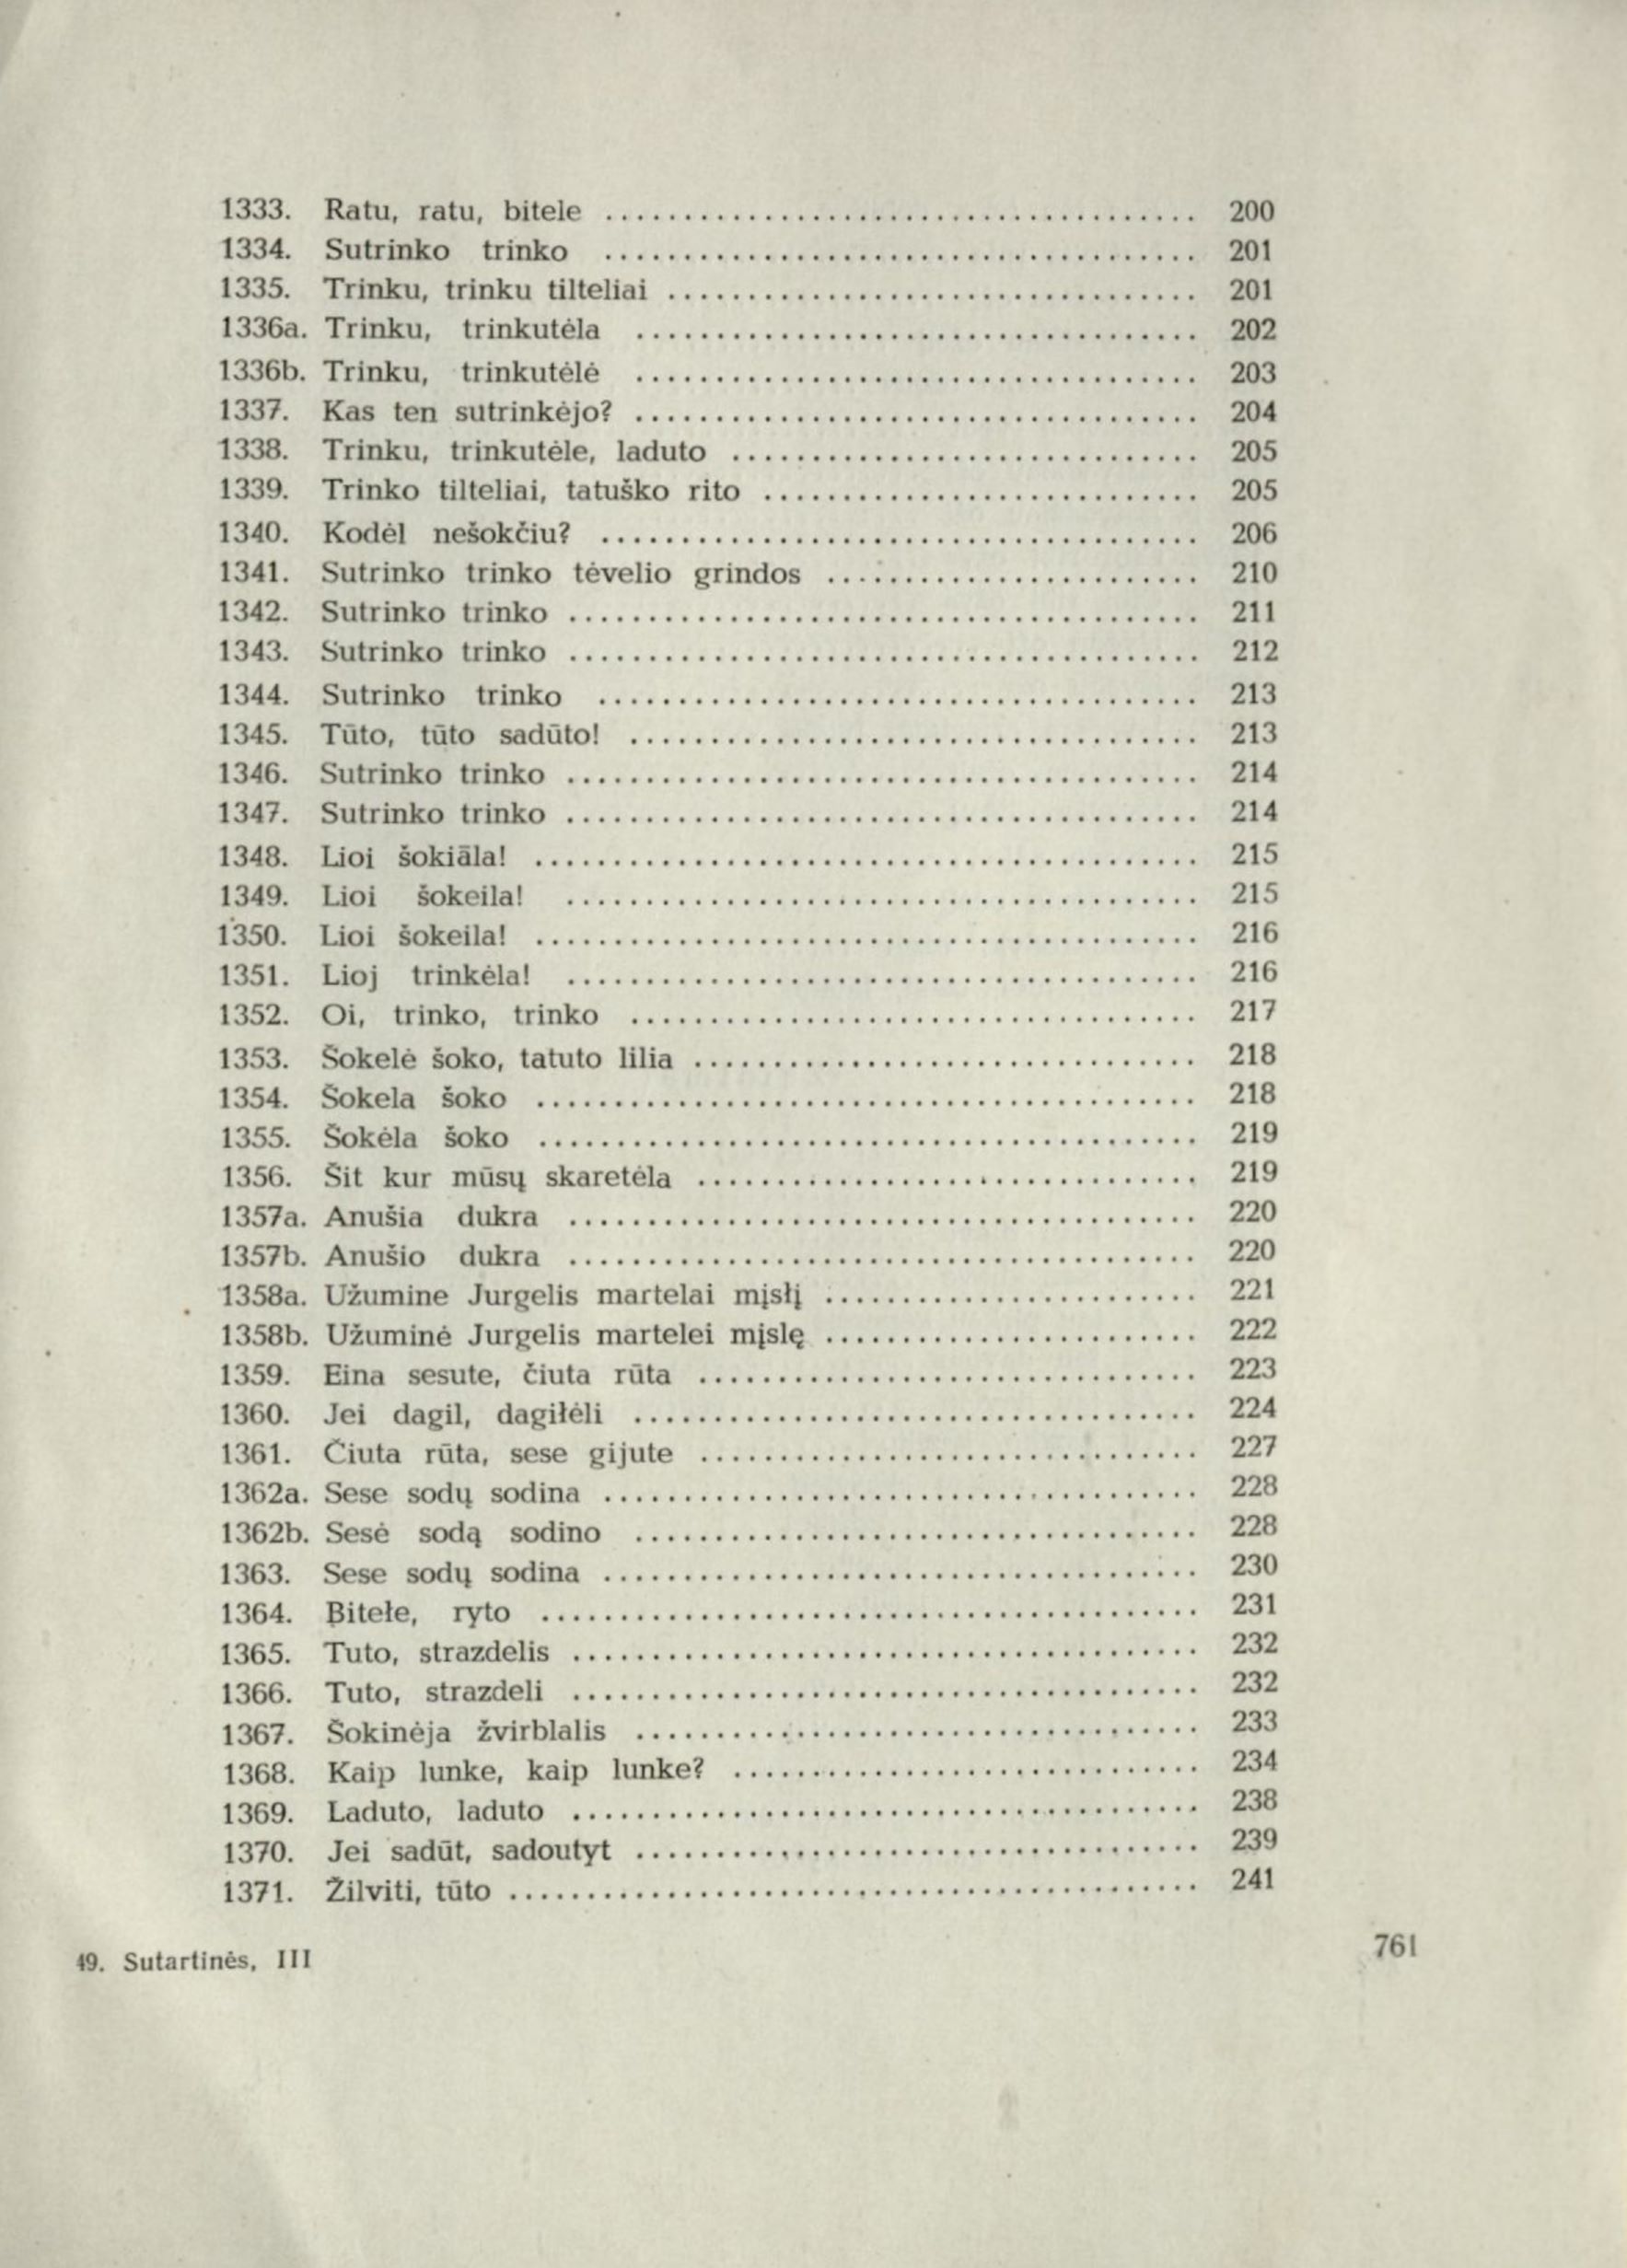 1333. Ratu, ratu, bitele ........ 200
1334. Sutrinko trinko ........ 201
1335. Trinku, trinku tilteliai ........ 201
1336a. Trinku, trinkutėla ........ 202
1336b. Trinku, trinkutėlė ........ 203
1337. Kas ten sutrinkėjo? ........ 204
1338. Trinku, trinkutėle, laduto ........ 205
1339. Trinko tilteliai, tatuško rito ........ 205
1340. Kodėl nešokčiu? ........ 206
1341. Sutrinko trinko tėvelio grindos ........ 210
1342. Sutrinko trinko ........ 211
1343. Sutrinko trinko ........ 212
1344. Sutrinko trinko ........ 213
1345. Tūto, tūto sadūto! ........ 213
1346. Sutrinko trinko ........ 214
1347. Sutrinko trinko ........ 214
1348. Lioi šokiāla! ........ 215
1349. Lioi šokeila! ........ 215
1350. Lioi šokeila! ........ 216
1351. Lioj trinkėla! ........ 216
1352. Oi, trinko, trinko ........ 217
1353. Šokelė šoko, tatuto lilia ........ 218
1354. Šokela šoko ........ 218
1355. Šokėla šoko ........ 219
1356. Šit kur mūsų skaretėla ........ 219
1357a. Anušia dukra ........ 220
1357b. Anušio dukra ........ 220
1358a. Užumine Jurgelis martelai mįsłį ........ 221
1358b. Užuminė Jurgelis martelei mįslę ........ 222
1359. Eina sesute, čiuta rūta ........ 223
1360. Jei dagil, dagiłėli ........ 224
1361. Čiuta rūta, sese gijute ........ 227
1362a. Sese sodų sodina ........ 228
1362b. Sesė sodą sodino ........ 228
1363. Sese sodų sodina ........ 230
1364. Bitełe, ryto ........ 231
1365. Tuto, strazdelis ........ 232
1366. Tuto, strazdeli ........ 232
1367. Šokinėja žvirblalis ........ 233
1368. Kaip lunke, kaip lunke? ........ 234
1369. Laduto, laduto ........ 238
1370. Jei sadūt, sadoutyt ........ 239
1371. Žilviti, tūto ........ 241
49. Sutartinės, III
761